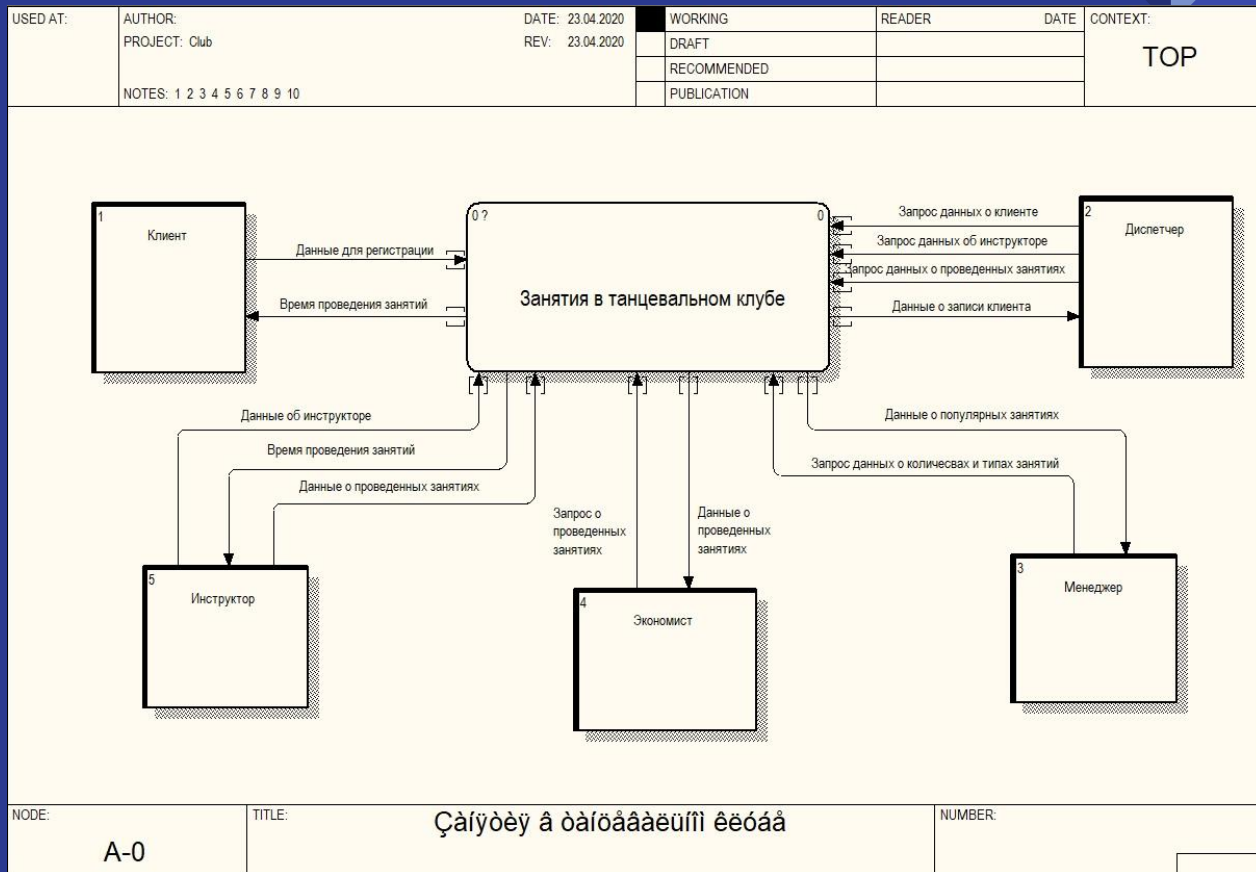 USED AT:
AUTHOR:
DATE: 23.04.2020
PROJECT: Club
REV: 23.04.2020
NOTES: 1 2 3 4 5 6 7 8 9 10
WORKING
DRAFT
RECOMMENDED
PUBLICATION
READER
DATE
CONTEXT:
TOP
1
Клиент
Данные для регистрации
Время проведения занятий
0 ?
0
Занятия в танцевальном клубе
Запрос данных о клиенте
Запрос данных об инструкторе
Запрос данных о проведенных занятиях
Данные о записи клиента
2
Диспетчер
Данные об инструкторе
Время проведения занятий
Данные о проведенных занятиях
Запрос о
проведенных
занятиях
Данные о
проведенных
занятиях
Данные о популярных занятиях
Запрос данных о количесвах и типах занятий
5
Инструктор
4
Экономист
3
Менеджер
NODE:
A-0
TITLE:
Çàíÿòèÿ â òàíöåâàëüíîì êëóáå
NUMBER: